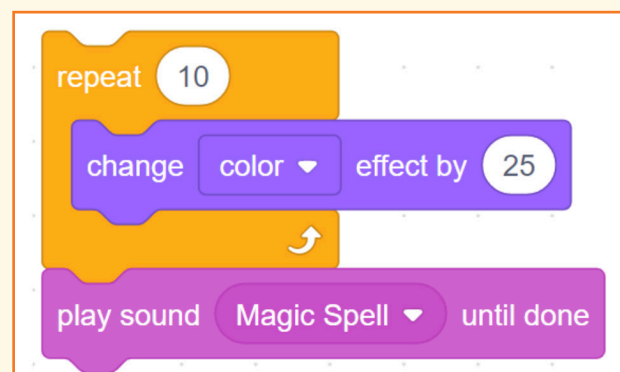 repeat 10
change color effect by 25
play sound Magic Spell until done